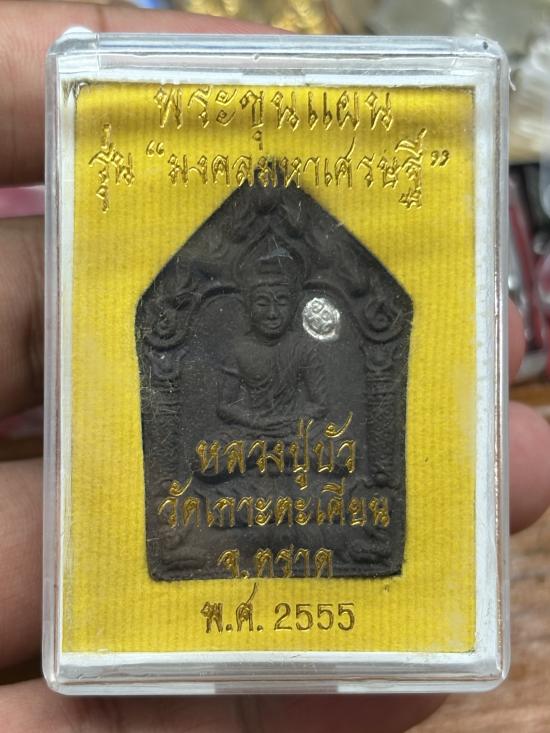 พระขุนแผน
รุ่น “มงคลมหาเศรษฐี”
หลวงปู่บัว
วัดเกาะตะเคียน
จ.ตราด
พ.ศ. 2555